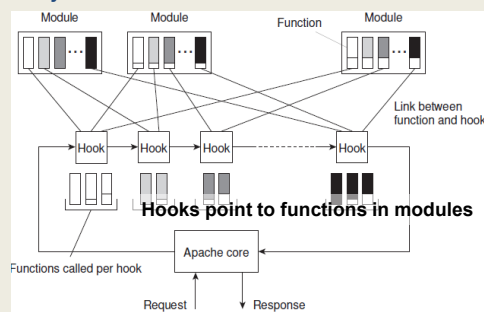 Module
Module
Module
Function
...
...
...
Link between
function and hook
Hook
Hook
Hook
Hook
Hooks point to functions in modules
Apache core
Functions called per hook
Request
Response